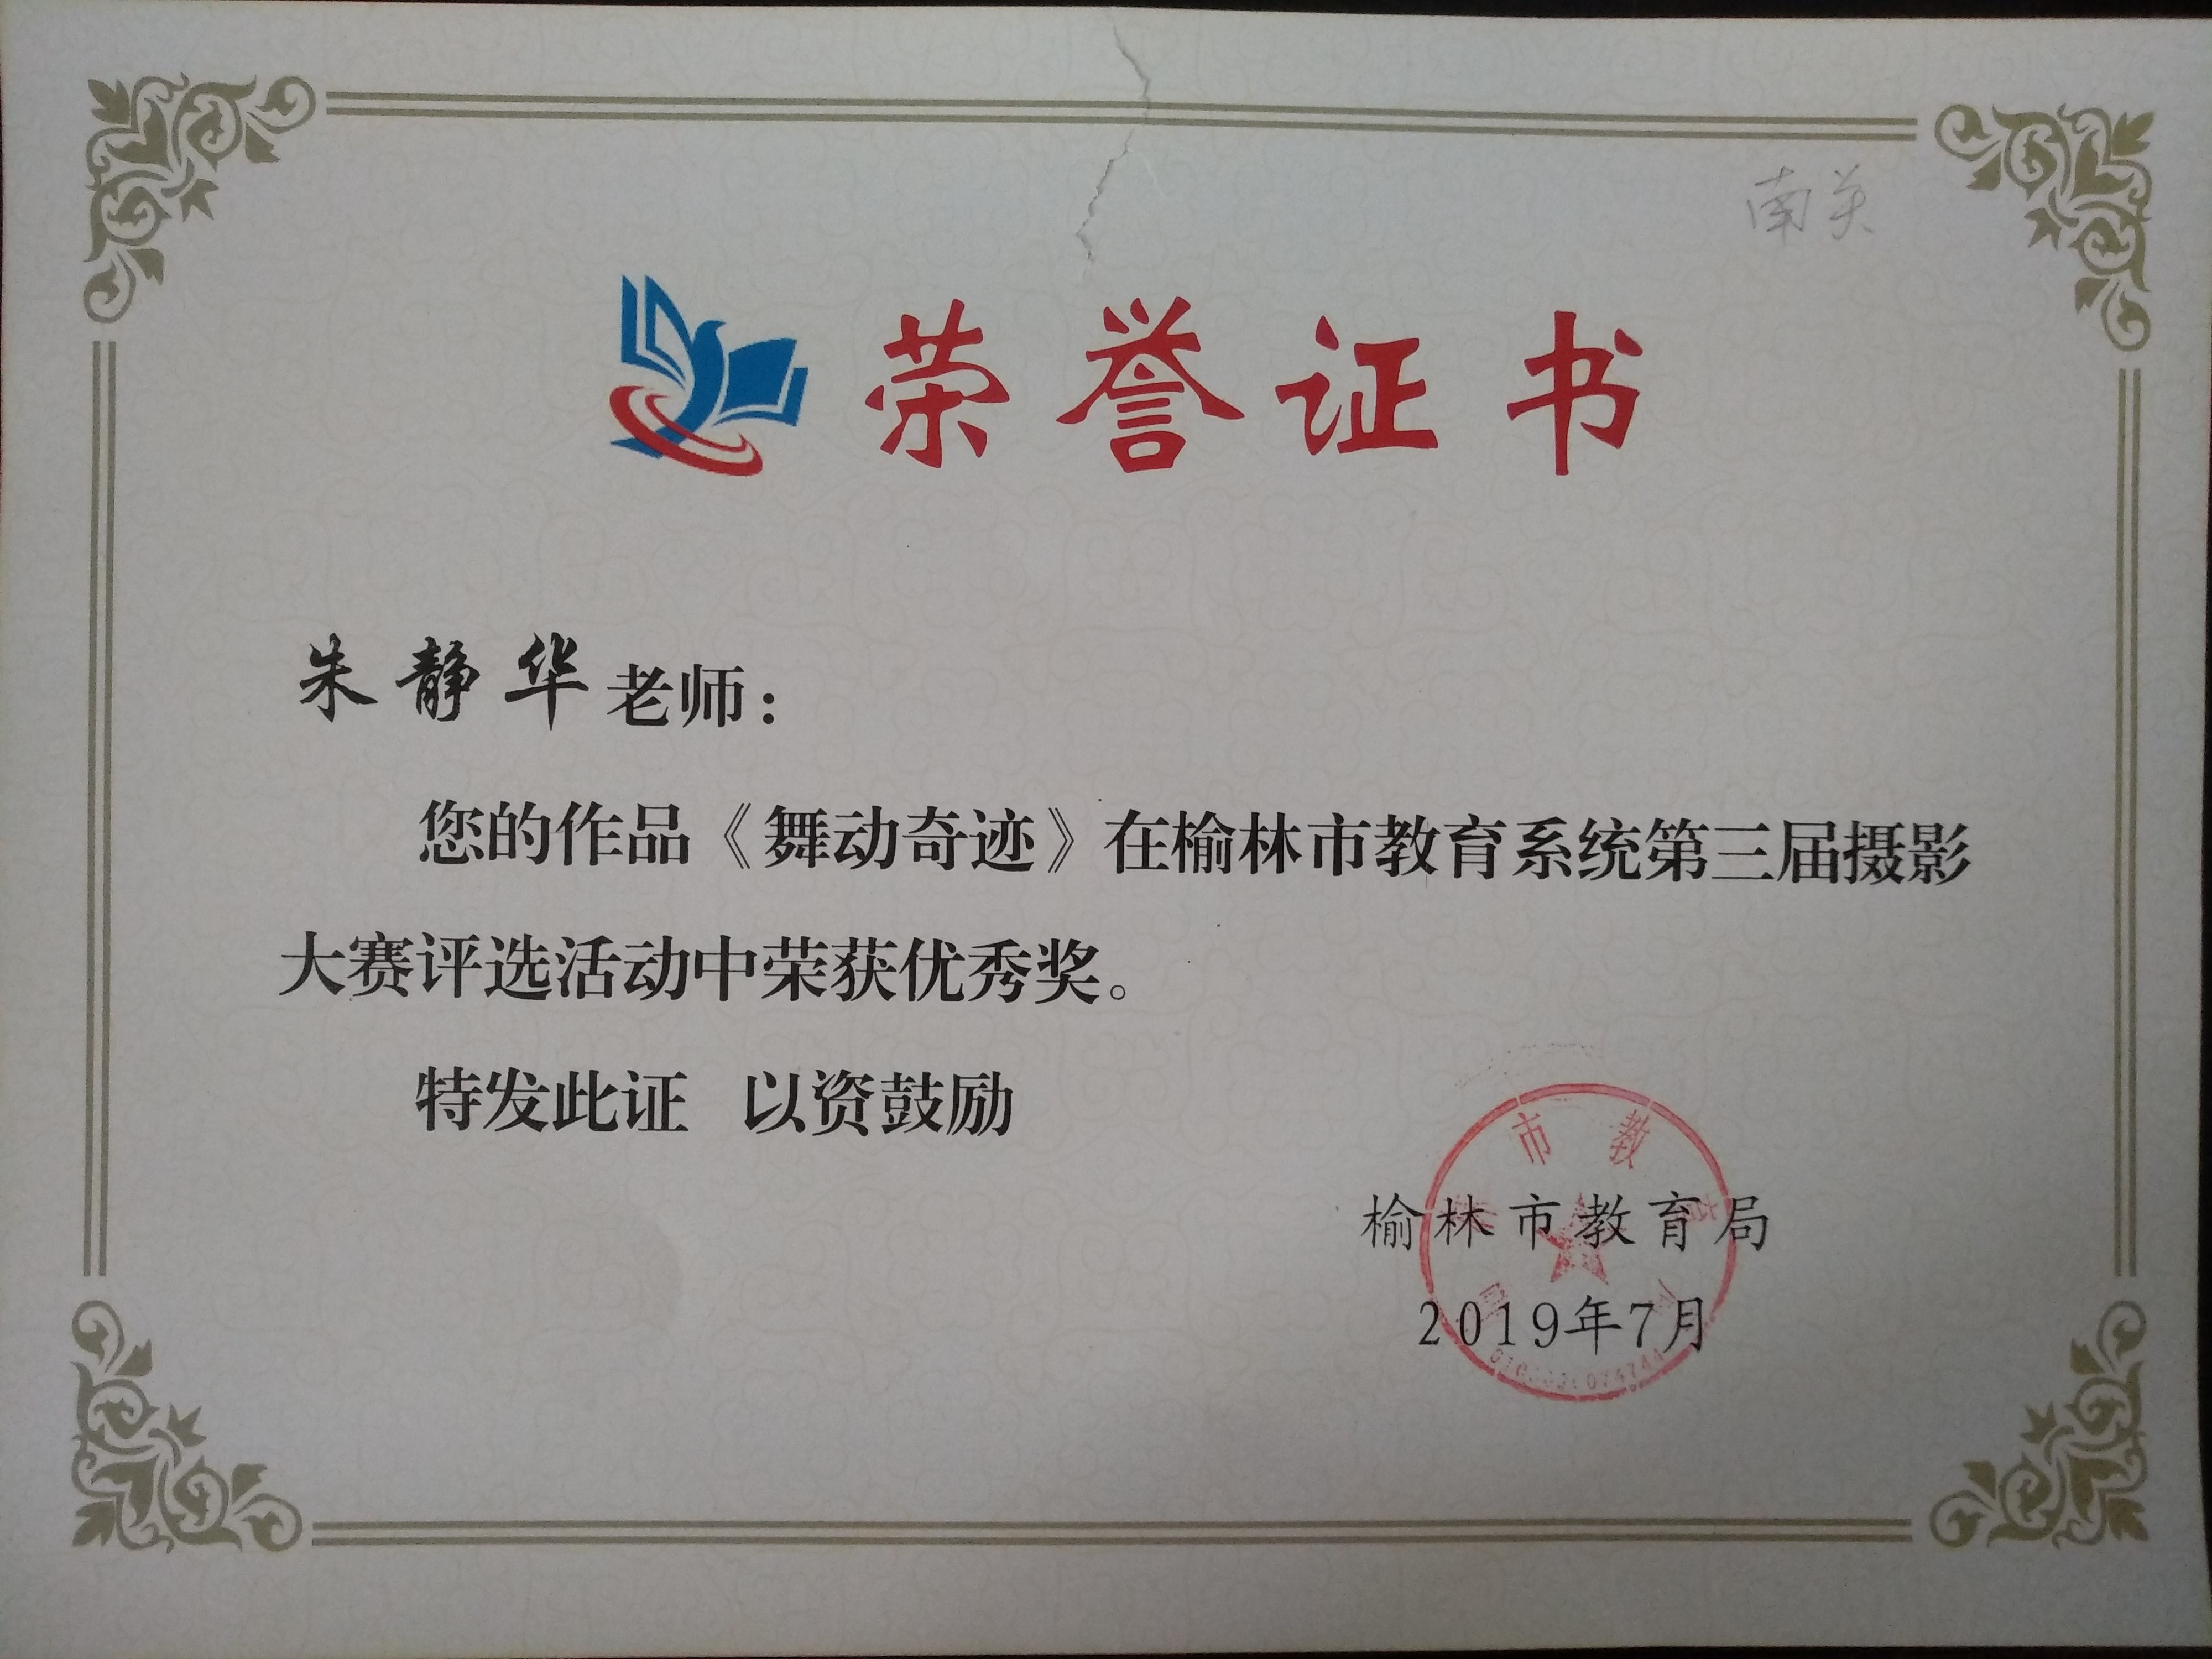 南关
荣誉证书
朱静华老师：
您的作品《舞动奇迹》在榆林市教育系统第三届摄影
大赛评选活动中荣获优秀奖。
特发此证 以资鼓励
市教
榆林市教育局
2019年7月